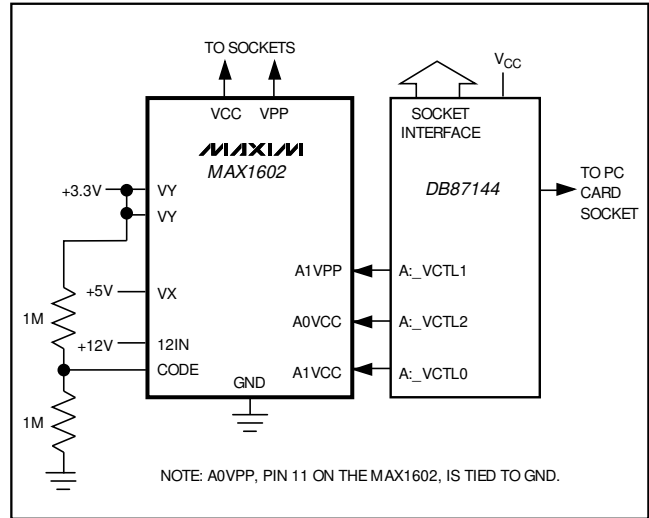 TO SOCKETS
VCC VPP
MAXIM
MAX1602
+3.3V
VY
VY
+5V
VX
1M
+12V
12IN
CODE
1M
GND
A1VPP
A0VCC
A1VCC
VCC
SOCKET
INTERFACE
DB87144
TO PC
CARD
SOCKET
A:_VCTL1
A:_VCTL2
A:_VCTL0
NOTE: A0VPP, PIN 11 ON THE MAX1602, IS TIED TO GND.